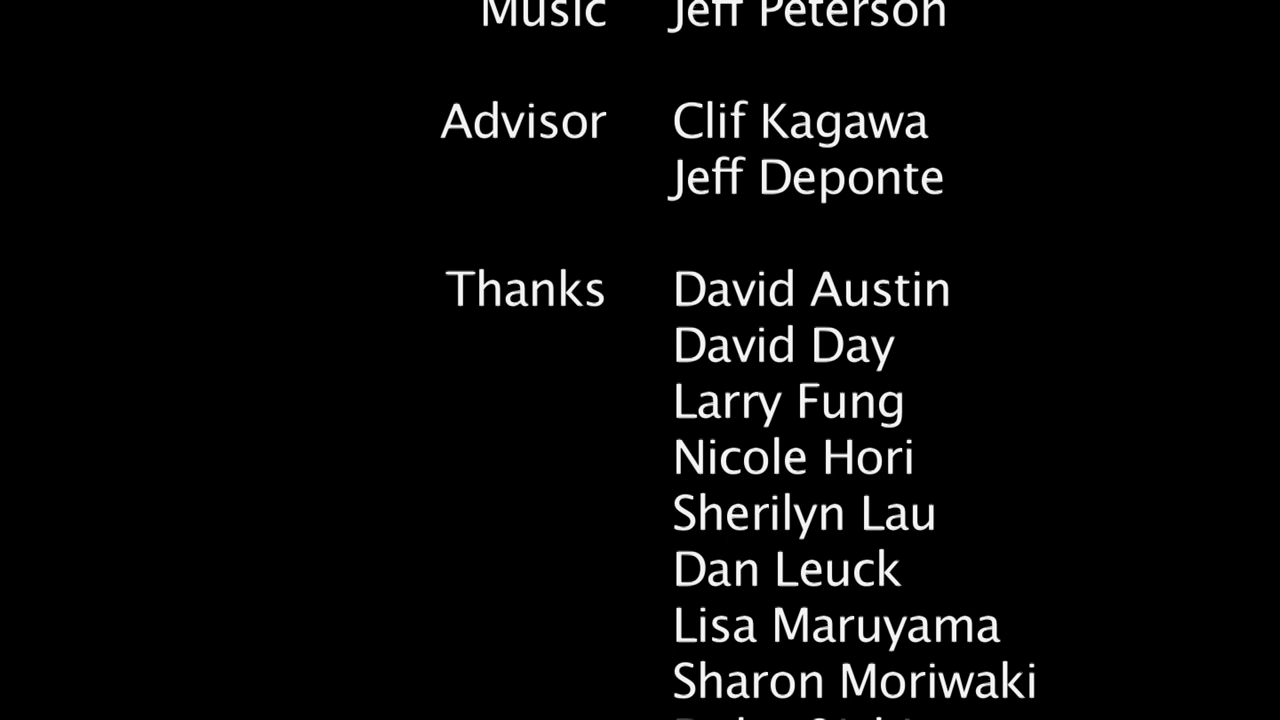 Music Jeff Peterson
Advisor Clif Kagawa
Jeff Deponte
Thanks David Austin
David Day
Larry Fung
Nicole Hori
Sherilyn Lau
Dan Leuck
Lisa Maruyama
Sharon Moriwaki